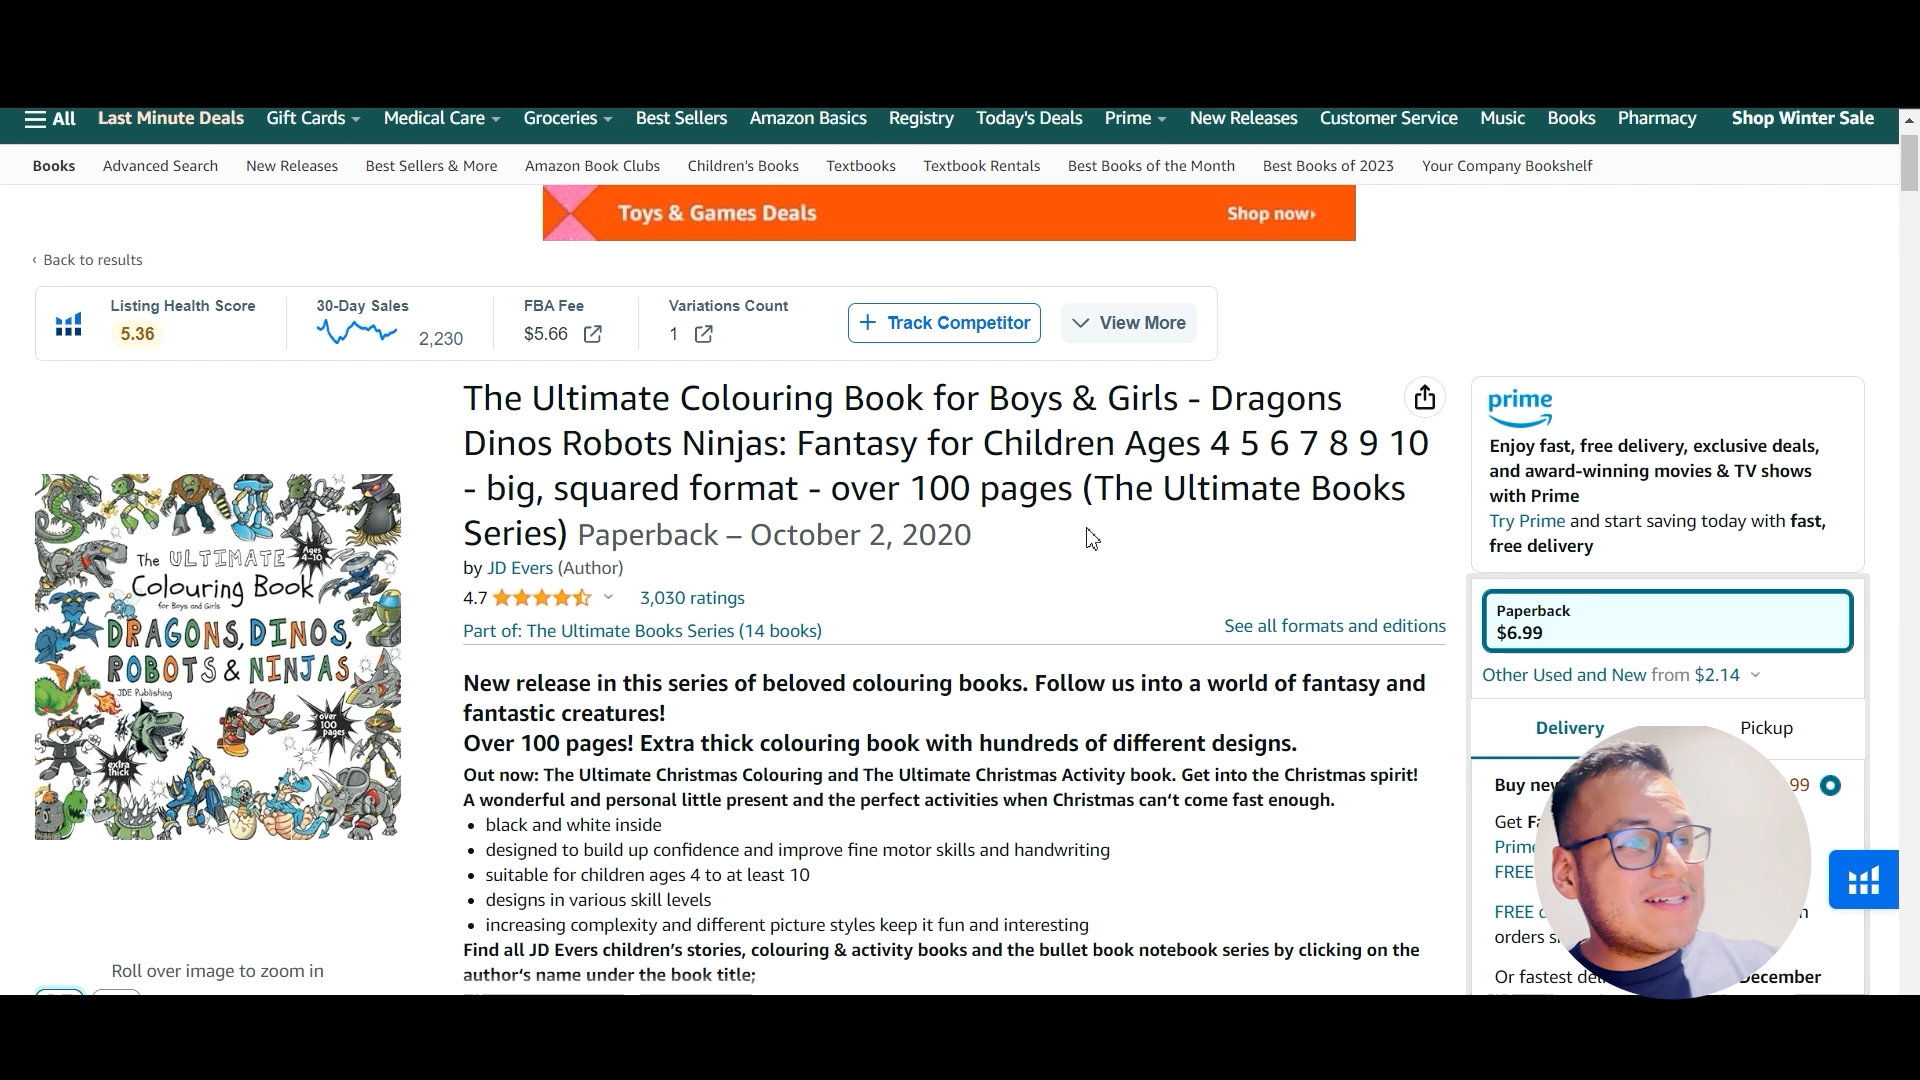 All Last Minute Deals Gift Cards Medical Care Groceries Best Sellers Amazon Basics Registry Today's Deals Prime New Releases Customer Service Music Books Pharmacy Shop Winter Sale
Books Advanced Search New Releases Best Sellers & More Amazon Book Clubs Children's Books Textbooks Textbook Rentals Best Books of the Month Best Books of 2023 Your Company Bookshelf
Toys & Games Deals Shop now
‹ Back to results
Listing Health Score 30-Day Sales FBA Fee Variations Count
5.36 2,230 $5.66 1 + Track Competitor View More
The Ultimate Colouring Book for Boys & Girls - Dragons
Dinos Robots Ninjas: Fantasy for Children Ages 4 5 6 7 8 9 10
- big, squared format - over 100 pages (The Ultimate Books
Series) Paperback – October 2, 2020
by JD Evers (Author)
4.7 3,030 ratings
Part of: The Ultimate Books Series (14 books)
See all formats and editions
New release in this series of beloved colouring books. Follow us into a world of fantasy and
fantastic creatures!
Over 100 pages! Extra thick colouring book with hundreds of different designs.
Out now: The Ultimate Christmas Colouring and The Ultimate Christmas Activity book. Get into the Christmas spirit!
A wonderful and personal little present and the perfect activities when Christmas can't come fast enough.
• black and white inside
• designed to build up confidence and improve fine motor skills and handwriting
• suitable for children ages 4 to at least 10
• designs in various skill levels
• increasing complexity and different picture styles keep it fun and interesting
Find all JD Evers children's stories, colouring & activity books and the bullet book notebook series by clicking on the
author's name under the book title;
The ULTIMATE
Ages
4-10
Colouring Book
for Boys and Girls
DRAGONS, DINOS,
ROBOTS & NINJAS
JDE Publishing
over
100
pages
extra
thick
Roll over image to zoom in
prime
Enjoy fast, free delivery, exclusive deals,
and award-winning movies & TV shows
with Prime
Try Prime and start saving today with fast,
free delivery
Paperback
$6.99
Other Used and New from $2.14
Delivery Pickup
Buy new 99
Get
Prime
FREE
FREE
orders
Or fastest December